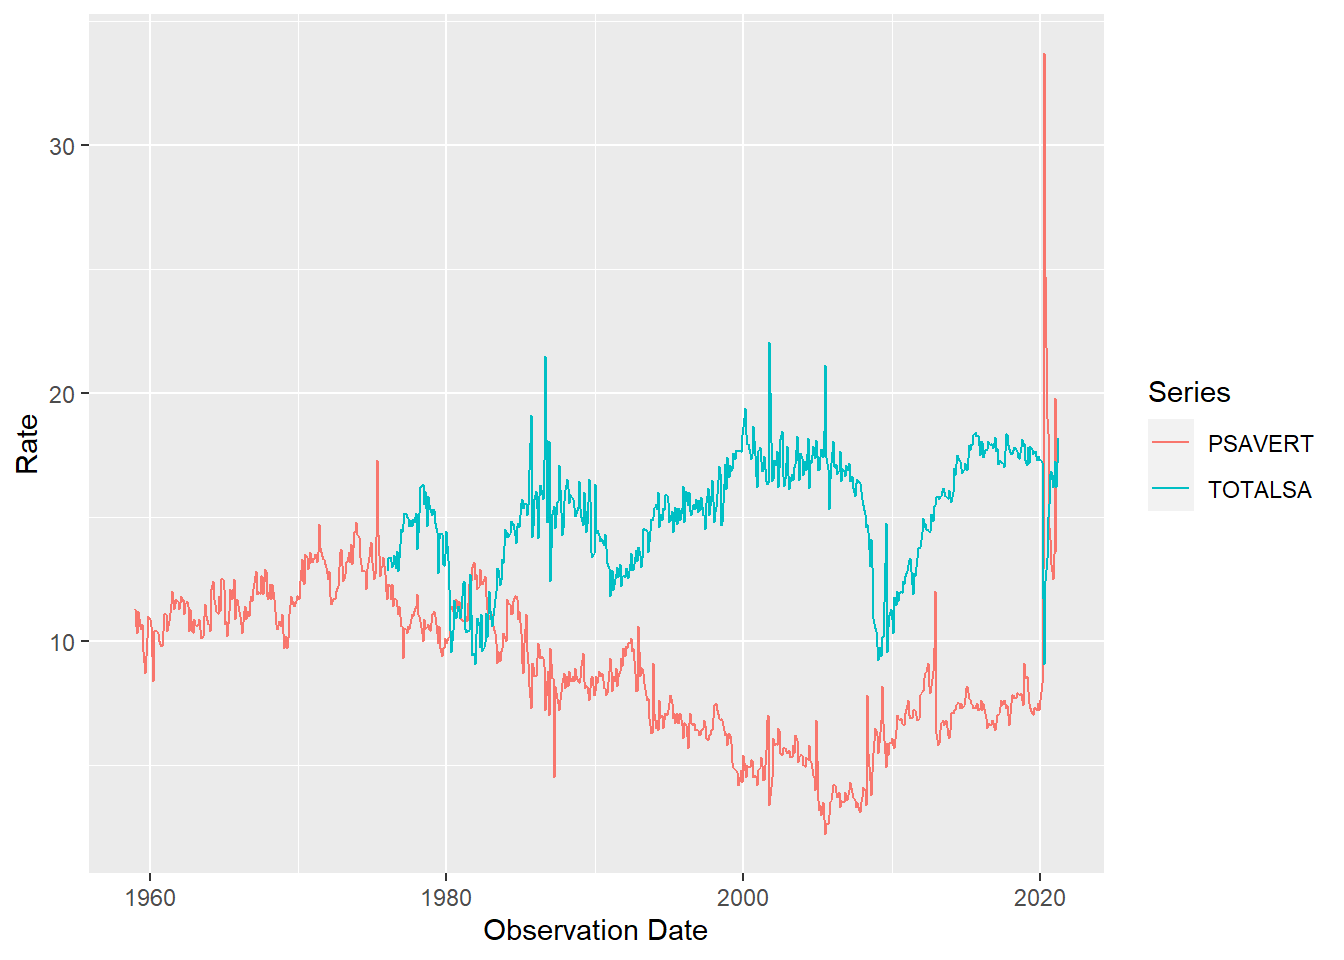 30
20
10
Rate
1960
1980
2000
2020
Observation Date
Series
PSAVERT
TOTALSA